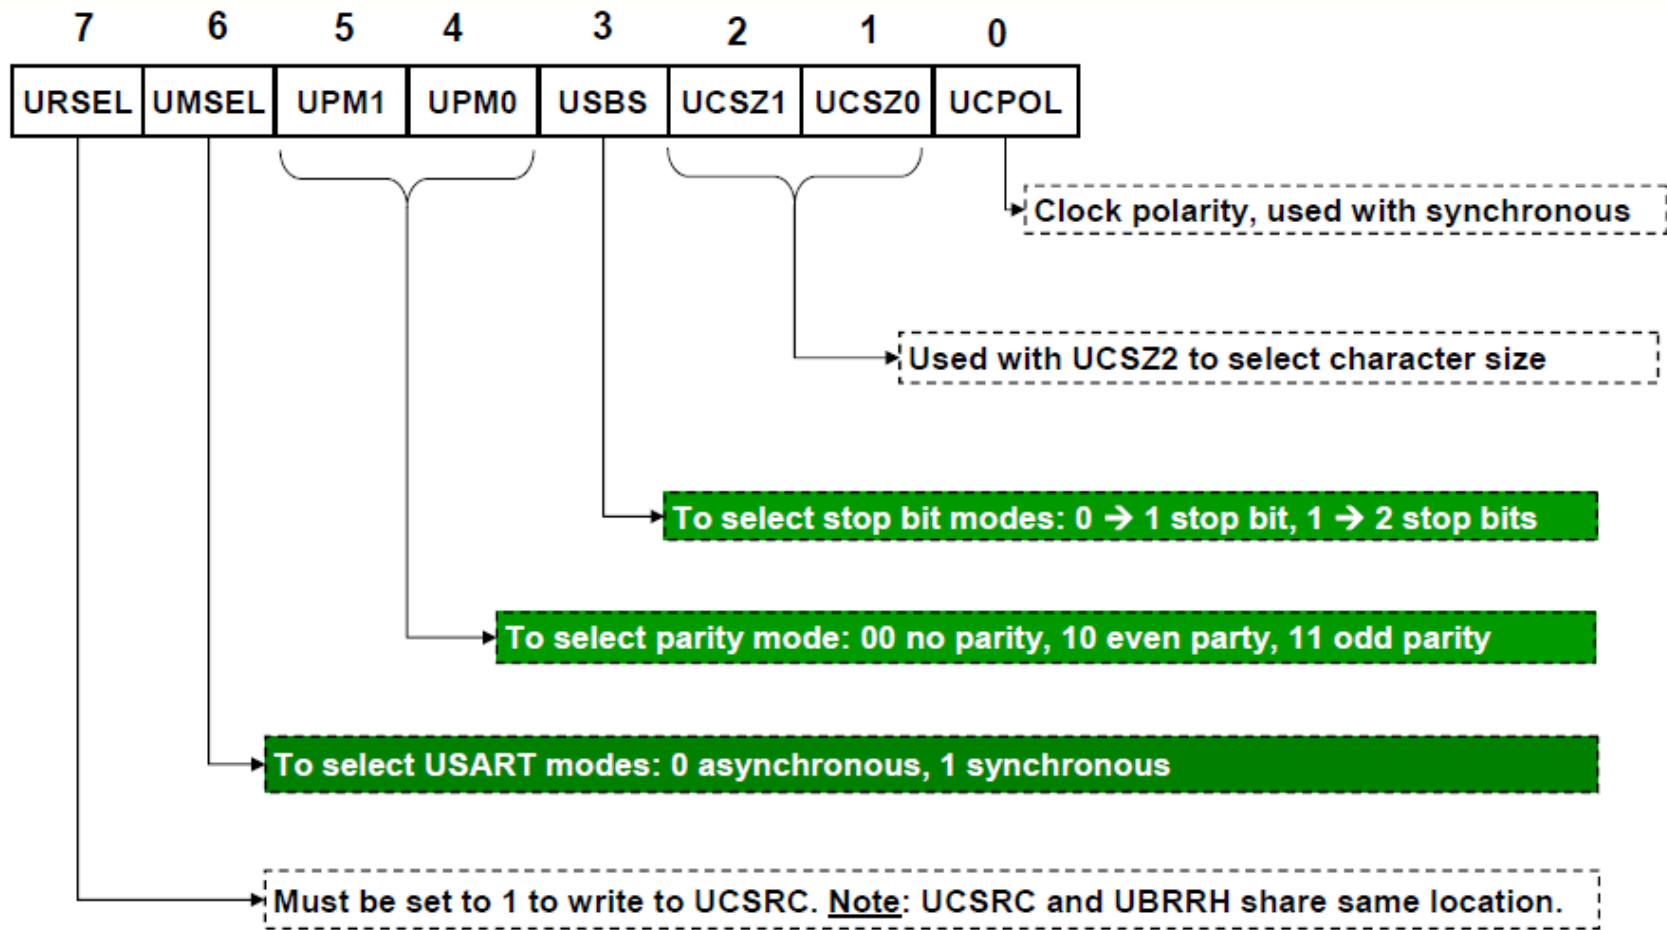 7 6 5 4 3 2 1 0
URSEL UMSEL UPM1 UPM0 USBS UCSZ1 UCSZ0 UCPOL
Clock polarity, used with synchronous
Used with UCSZ2 to select character size
To select stop bit modes: 0 → 1 stop bit, 1 → 2 stop bits
To select parity mode: 00 no parity, 10 even party, 11 odd parity
To select USART modes: 0 asynchronous, 1 synchronous
Must be set to 1 to write to UCSRC. Note: UCSRC and UBRRH share same location.